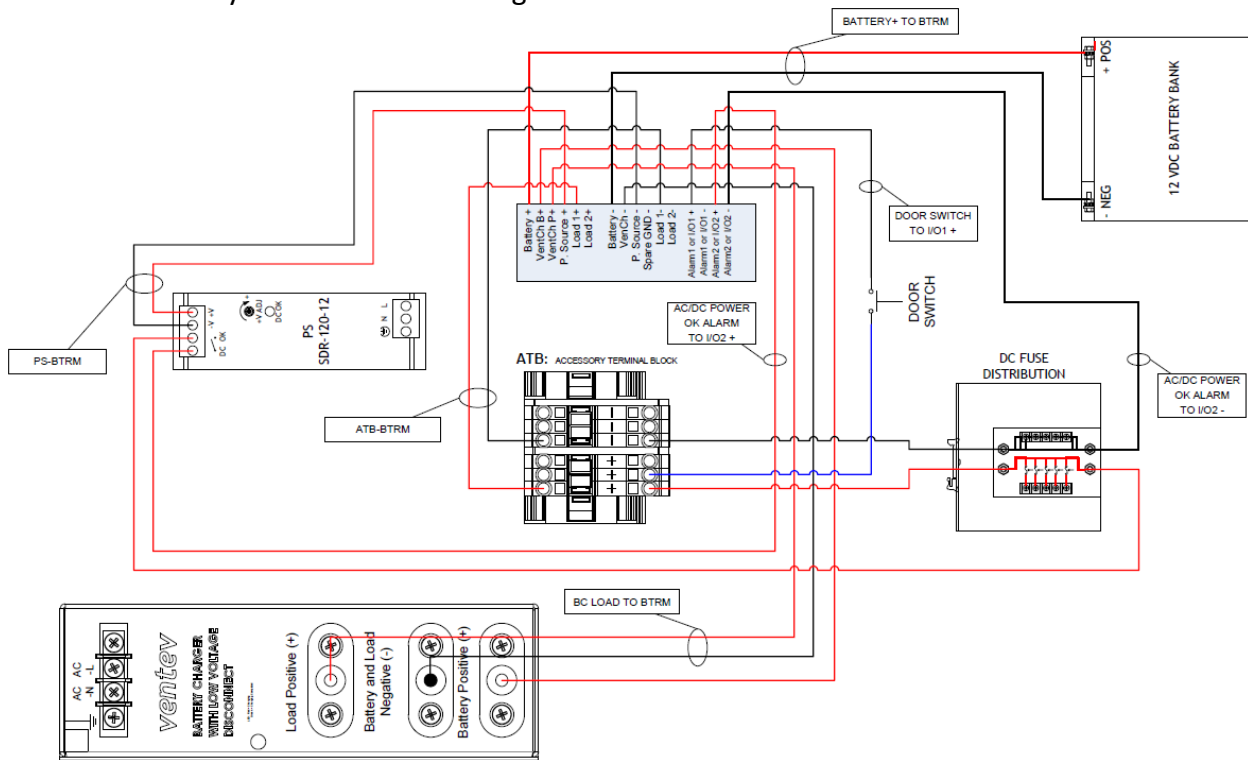 BATTERY+ TO BTRM
+ POS
12 VDC BATTERY BANK
- NEG
Battery +
VentCh B+
VentCh P+
P. Source +
Load 1+
Load 2+
Battery -
VenCh -
P. Source -
Spare GND -
Load 1-
Load 2-
Alarm1 or I/O1 +
Alarm1 or I/O1 -
Alarm2 or I/O2 +
Alarm2 or I/O2 -
DOOR SWITCH
TO I/O1 +
DOOR
SWITCH
PS-BTRM
-V +V
DC OK
+
+V ADJ
DC OK
PS
SDR-120-12
N L
AC/DC POWER
OK ALARM
TO I/O2 +
ATB: ACCESSORY TERMINAL BLOCK
ATB-BTRM
DC FUSE
DISTRIBUTION
AC/DC POWER
OK ALARM
TO I/O2 -
BC LOAD TO BTRM
AC AC
-N -L
ventev
BATTERY CHARGER
WITH LOW VOLTAGE
DISCONNECT
Load Positive (+)
Battery and Load
Negative (-)
Battery Positive (+)